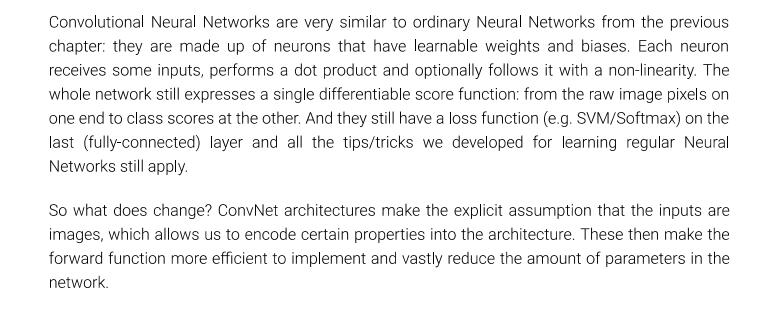 Convolutional Neural Networks are very similar to ordinary Neural Networks from the previous
chapter: they are made up of neurons that have learnable weights and biases. Each neuron
receives some inputs, performs a dot product and optionally follows it with a non-linearity. The
whole network still expresses a single differentiable score function: from the raw image pixels on
one end to class scores at the other. And they still have a loss function (e.g. SVM/Softmax) on the
last (fully-connected) layer and all the tips/tricks we developed for learning regular Neural
Networks still apply.
So what does change? ConvNet architectures make the explicit assumption that the inputs are
images, which allows us to encode certain properties into the architecture. These then make the
forward function more efficient to implement and vastly reduce the amount of parameters in the
network.